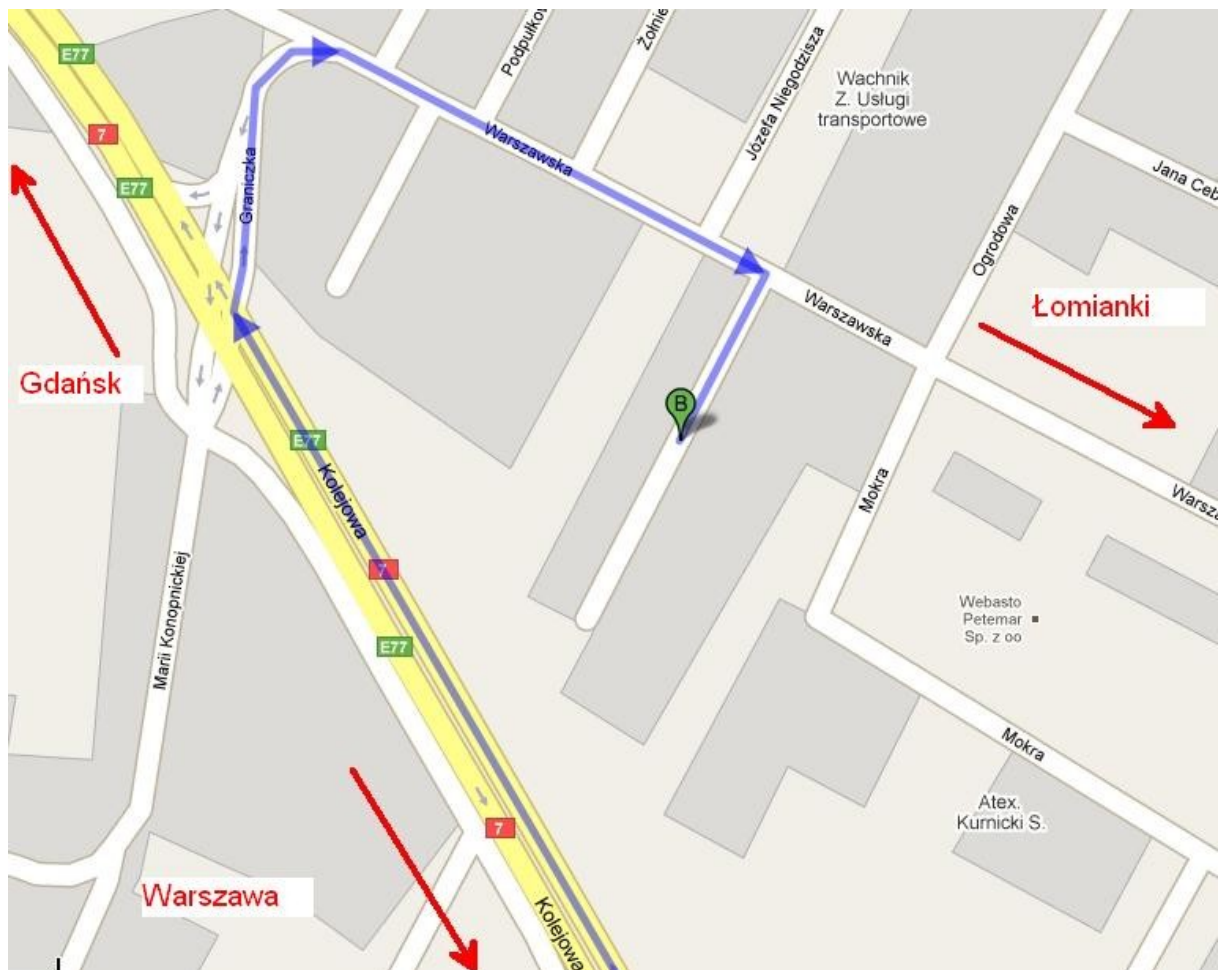 E77
Podpułkow
Żołnie
Józefa Niegodzisza
Wachnik
Z. Usługi
transportowe
7
E77
Graniczka
Warszawska
Jana Ceb
Ogrodowa
Łomianki
Warszawska
Gdańsk
B
E77
Kolejowa
Mokra
Warsza
7
Marii Konopnickiej
Webasto
Petemar
Sp. z oo
E77
Mokra
Atex.
Kurnicki S.
7
Warszawa
Kolejowa